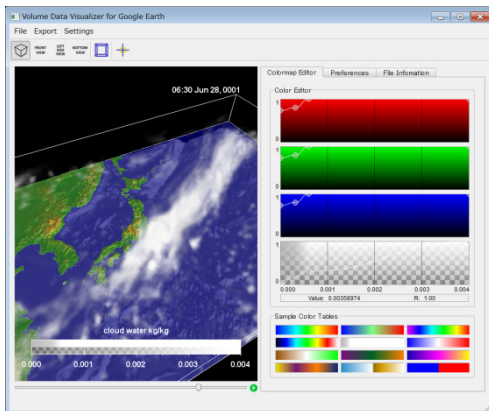 Volume Data Visualizer for Google Earth
File Export Settings
FRONT VIEW
LEFT SIDE VIEW
BOTTOM VIEW
06:30 Jun 28, 0001
cloud water kg/kg
0.000 0.001 0.002 0.003 0.004
Colormap Editor Preferences File Infomation
Color Editor
1
0
1
0
1
0
1
0
0.000 0.001 0.002 0.003 0.004
Value: 0.00358974 R: 1.00
Sample Color Tables